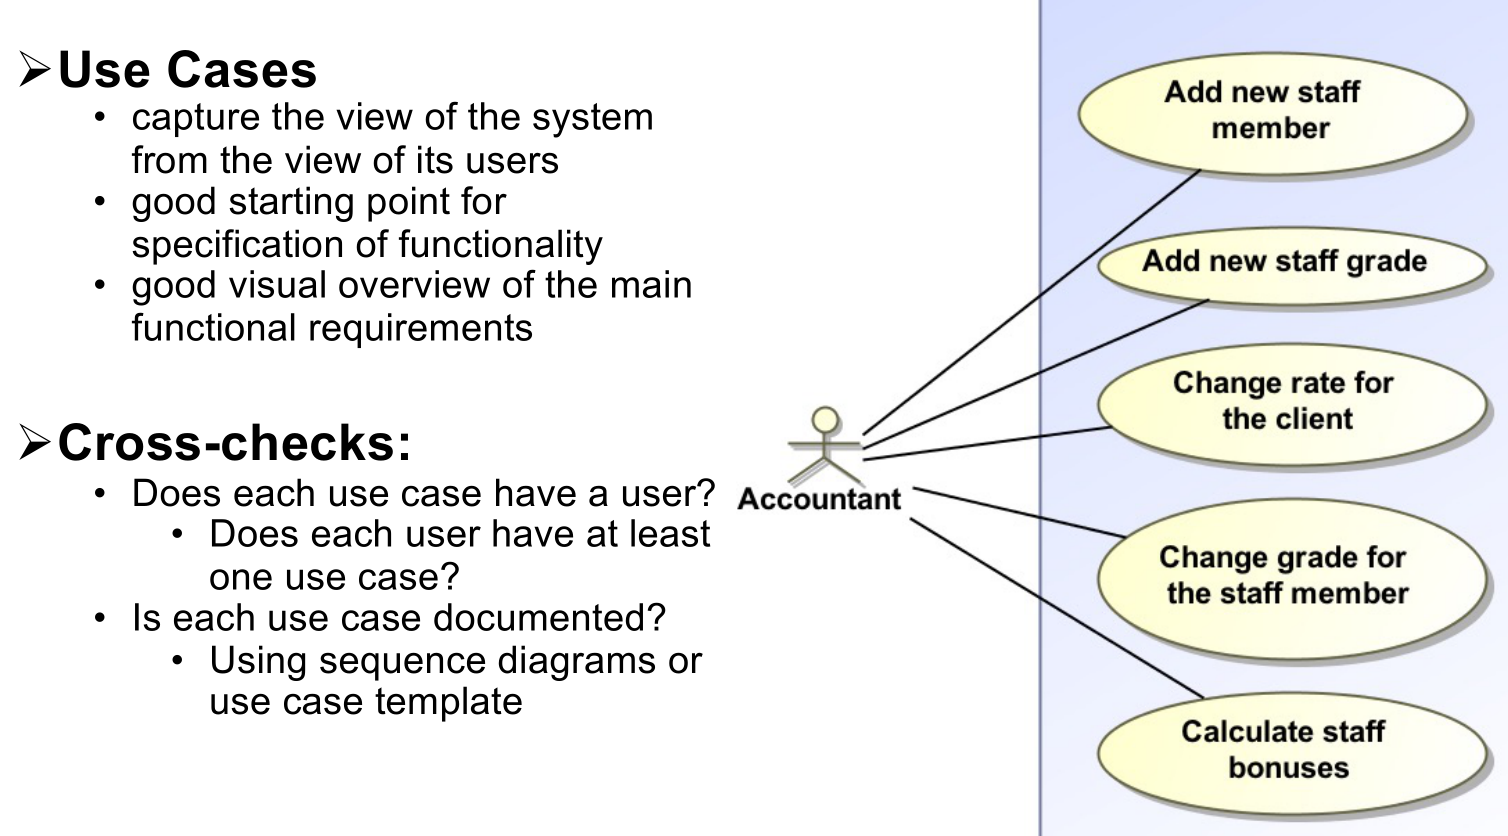 ➢Use Cases
• capture the view of the system
from the view of its users
• good starting point for
specification of functionality
• good visual overview of the main
functional requirements
➢Cross-checks:
• Does each use case have a user?
• Does each user have at least
one use case?
• Is each use case documented?
• Using sequence diagrams or
use case template
Accountant
Add new staff
member
Add new staff grade
Change rate for
the client
Change grade for
the staff member
Calculate staff
bonuses